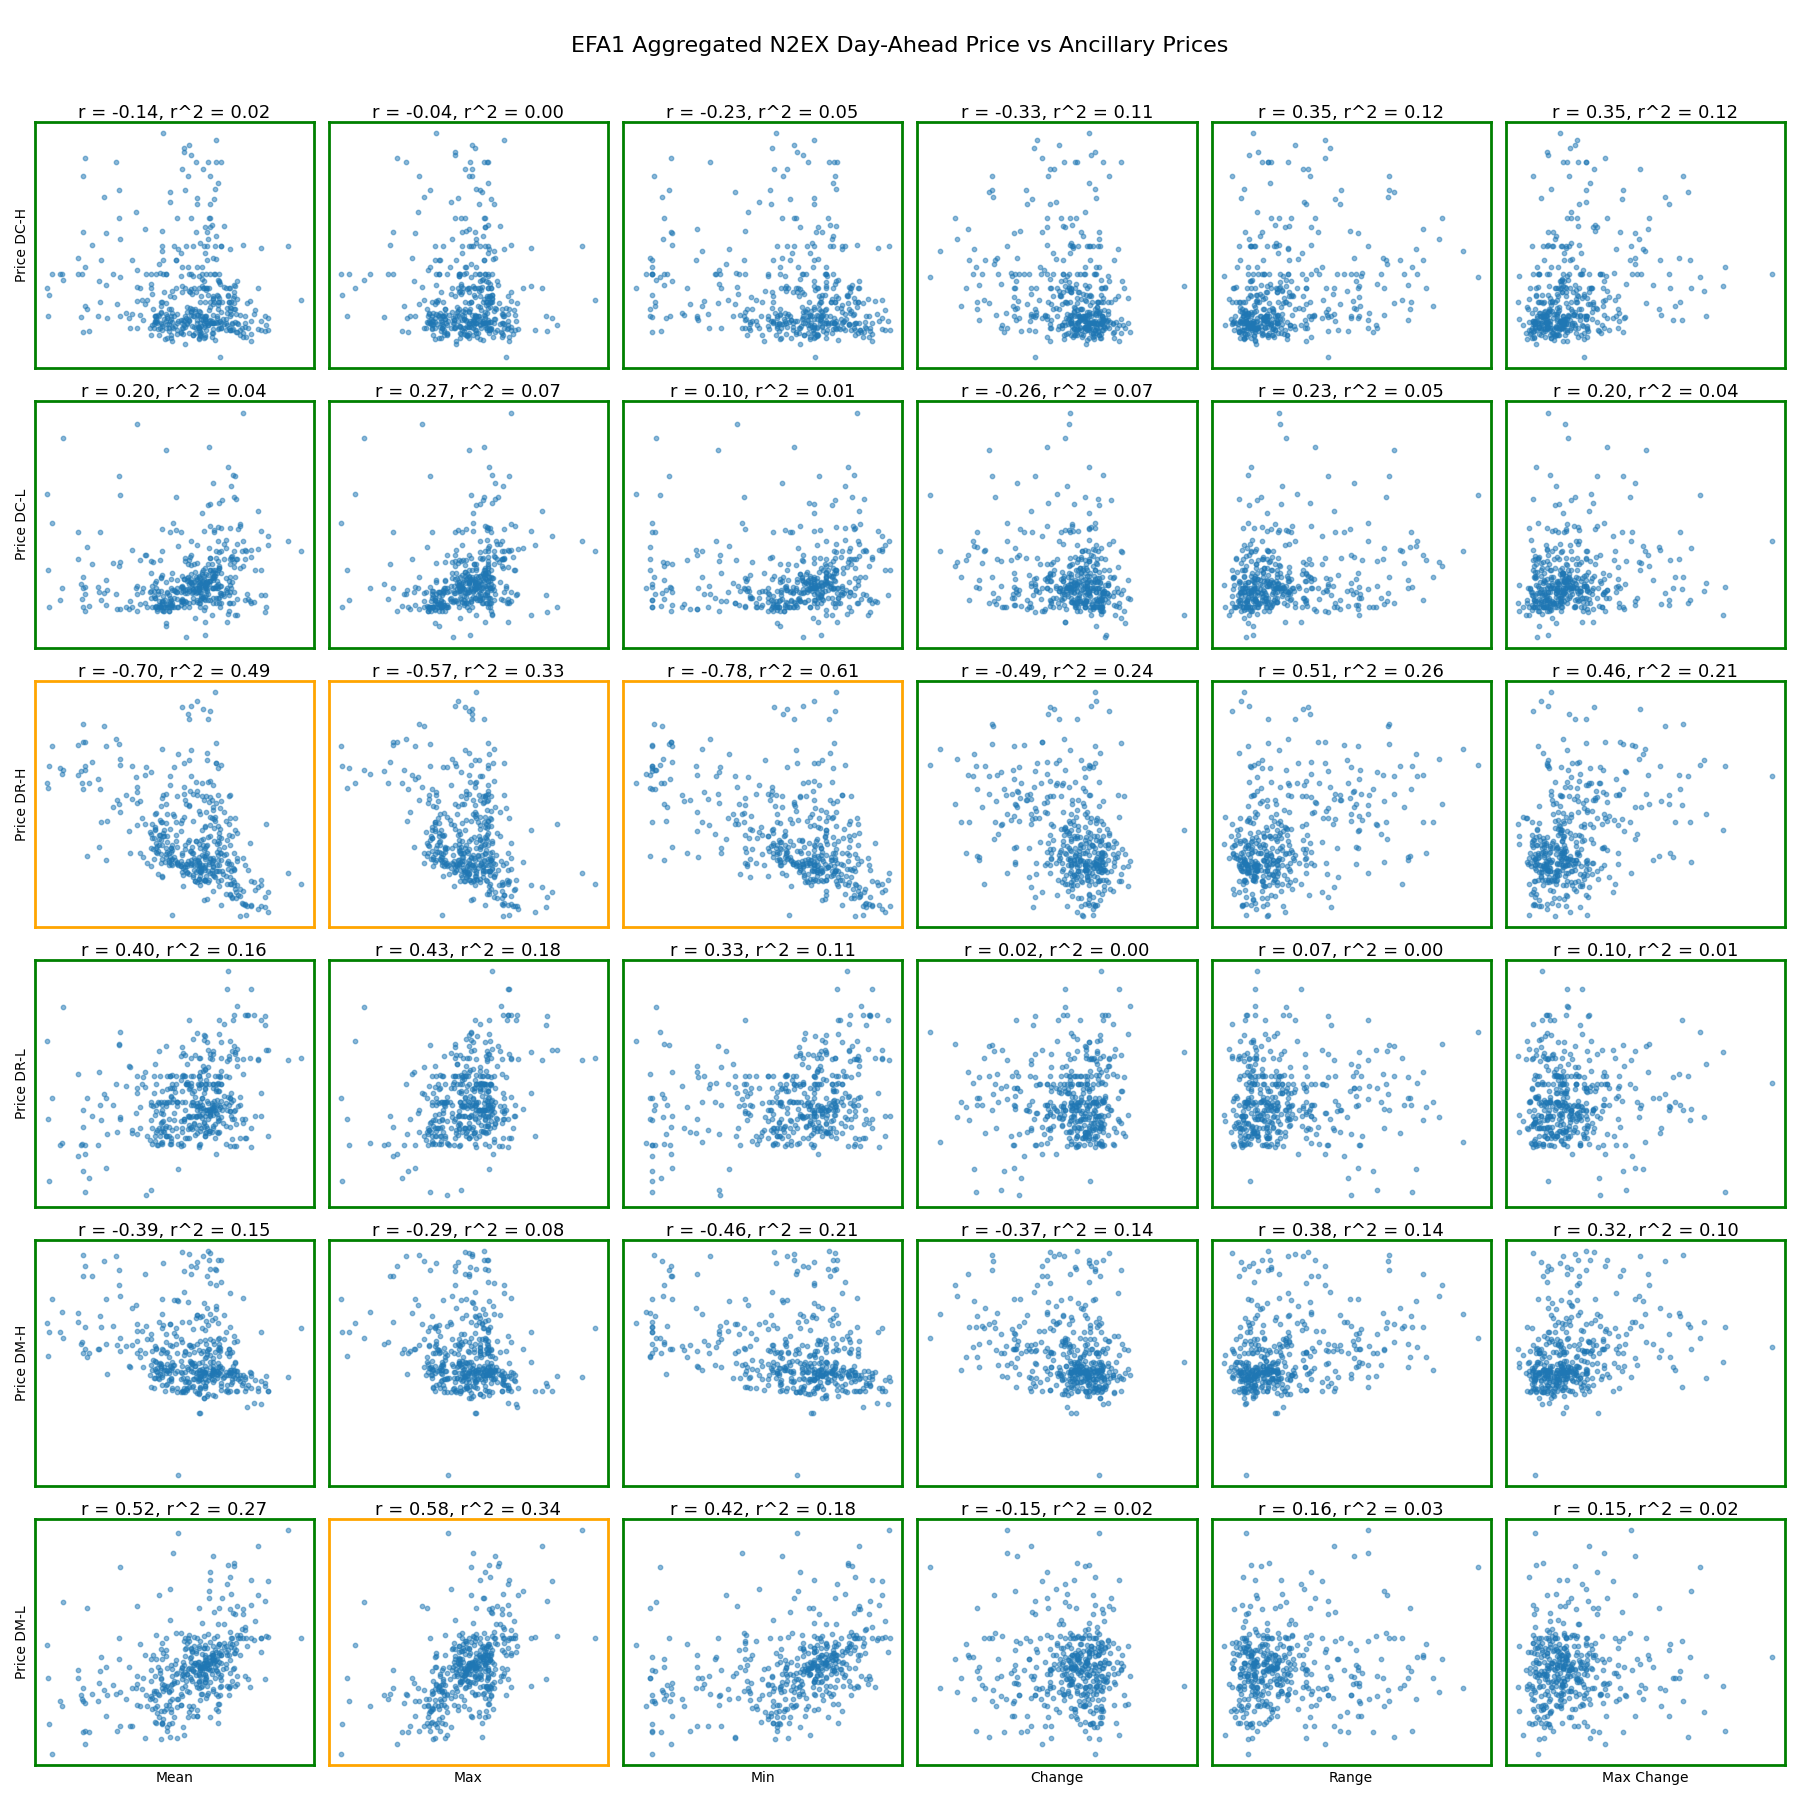 EFA1 Aggregated N2EX Day-Ahead Price vs Ancillary Prices
r = -0.14, r^2 = 0.02
r = -0.04, r^2 = 0.00
r = -0.23, r^2 = 0.05
r = -0.33, r^2 = 0.11
r = 0.35, r^2 = 0.12
r = 0.35, r^2 = 0.12
Price DC-H
r = 0.20, r^2 = 0.04
r = 0.27, r^2 = 0.07
r = 0.10, r^2 = 0.01
r = -0.26, r^2 = 0.07
r = 0.23, r^2 = 0.05
r = 0.20, r^2 = 0.04
Price DC-L
r = -0.70, r^2 = 0.49
r = -0.57, r^2 = 0.33
r = -0.78, r^2 = 0.61
r = -0.49, r^2 = 0.24
r = 0.51, r^2 = 0.26
r = 0.46, r^2 = 0.21
Price DR-H
r = 0.40, r^2 = 0.16
r = 0.43, r^2 = 0.18
r = 0.33, r^2 = 0.11
r = 0.02, r^2 = 0.00
r = 0.07, r^2 = 0.00
r = 0.10, r^2 = 0.01
Price DR-L
r = -0.39, r^2 = 0.15
r = -0.29, r^2 = 0.08
r = -0.46, r^2 = 0.21
r = -0.37, r^2 = 0.14
r = 0.38, r^2 = 0.14
r = 0.32, r^2 = 0.10
Price DM-H
r = 0.52, r^2 = 0.27
r = 0.58, r^2 = 0.34
r = 0.42, r^2 = 0.18
r = -0.15, r^2 = 0.02
r = 0.16, r^2 = 0.03
r = 0.15, r^2 = 0.02
Price DM-L
Mean
Max
Min
Change
Range
Max Change